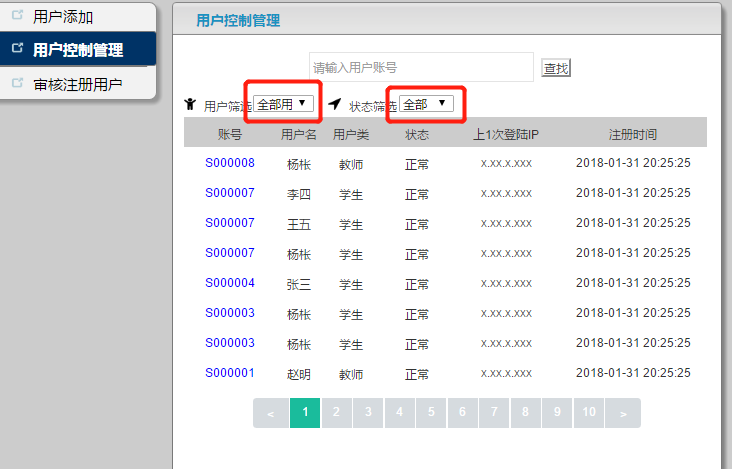 用户添加
用户控制管理
审核注册用户
用户控制管理
请输入用户账号 查找
用户筛选 全部用 ▼ 状态筛选 全部 ▼
账号 用户名 用户类 状态 上1次登陆IP 注册时间
S000008 杨枨 教师 正常 x.xx.x.xxx 2018-01-31 20:25:25
S000007 李四 学生 正常 x.xx.x.xxx 2018-01-31 20:25:25
S000007 王五 学生 正常 x.xx.x.xxx 2018-01-31 20:25:25
S000007 杨枨 学生 正常 x.xx.x.xxx 2018-01-31 20:25:25
S000004 张三 学生 正常 x.xx.x.xxx 2018-01-31 20:25:25
S000003 杨枨 学生 正常 x.xx.x.xxx 2018-01-31 20:25:25
S000003 杨枨 学生 正常 x.xx.x.xxx 2018-01-31 20:25:25
S000001 赵明 教师 正常 x.xx.x.xxx 2018-01-31 20:25:25
< 1 2 3 4 5 6 7 8 9 10 >